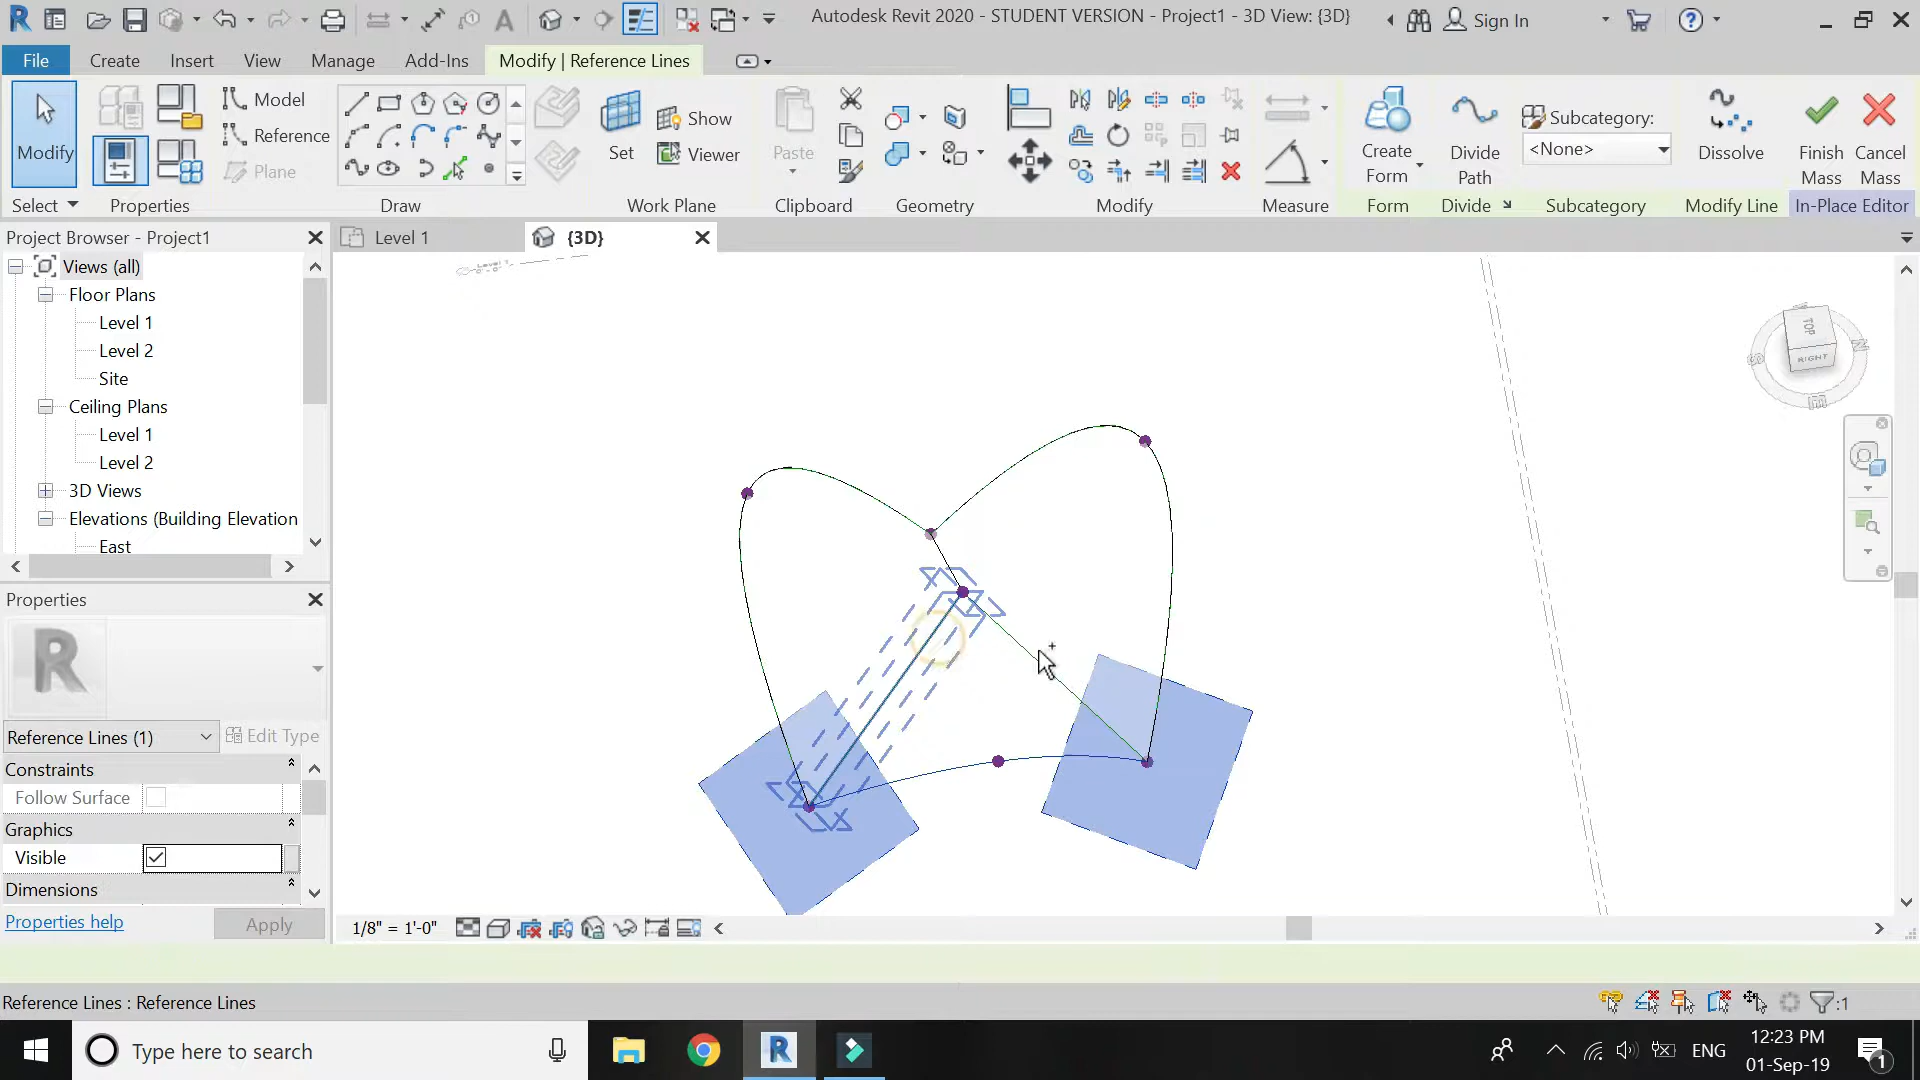 Autodesk Revit 2020 - STUDENT VERSION - Project1 - 3D View: {3D}
Sign In
File
Create
Insert
View
Manage
Add-Ins
Modify | Reference Lines
Modify
Model
Reference
Plane
Set
Show
Viewer
Paste
Create Form
Divide Path
Subcategory:
<None>
Dissolve
Finish Mass
Cancel Mass
Select
Properties
Draw
Work Plane
Clipboard
Geometry
Modify
Measure
Form
Divide
Subcategory
Modify Line
In-Place Editor
Project Browser - Project1
Level 1
{3D}
Views (all)
Floor Plans
Level 1
Level 2
Site
Ceiling Plans
Level 1
Level 2
3D Views
Elevations (Building Elevation
East
TOP
RIGHT
Properties
Reference Lines (1)
Edit Type
Constraints
Follow Surface
Graphics
Visible
Dimensions
Properties help
Apply
1/8" = 1'-0"
Reference Lines : Reference Lines
:1
Type here to search
ENG
12:23 PM
01-Sep-19
1